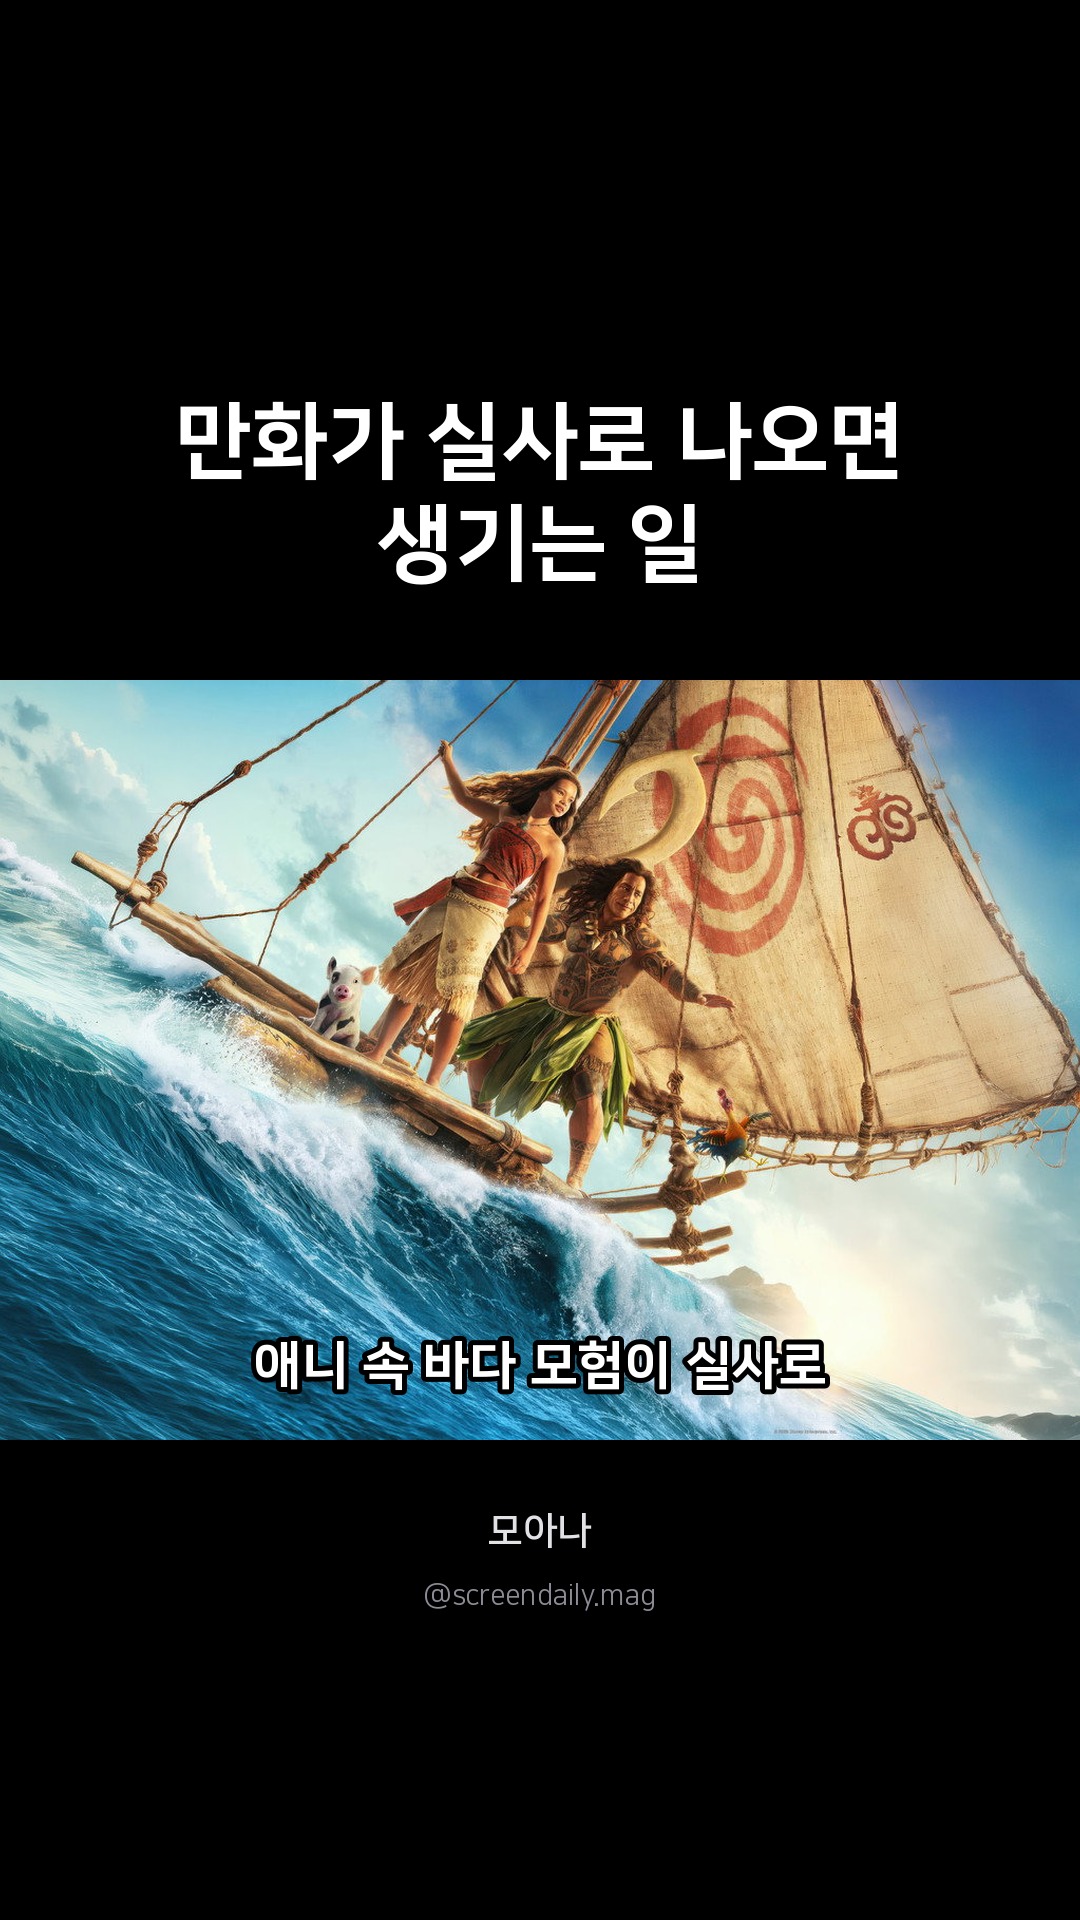 만화가 실사로 나오면
생기는 일
애니 속 바다 모험이 실사로
모아나
@screendaily.mag